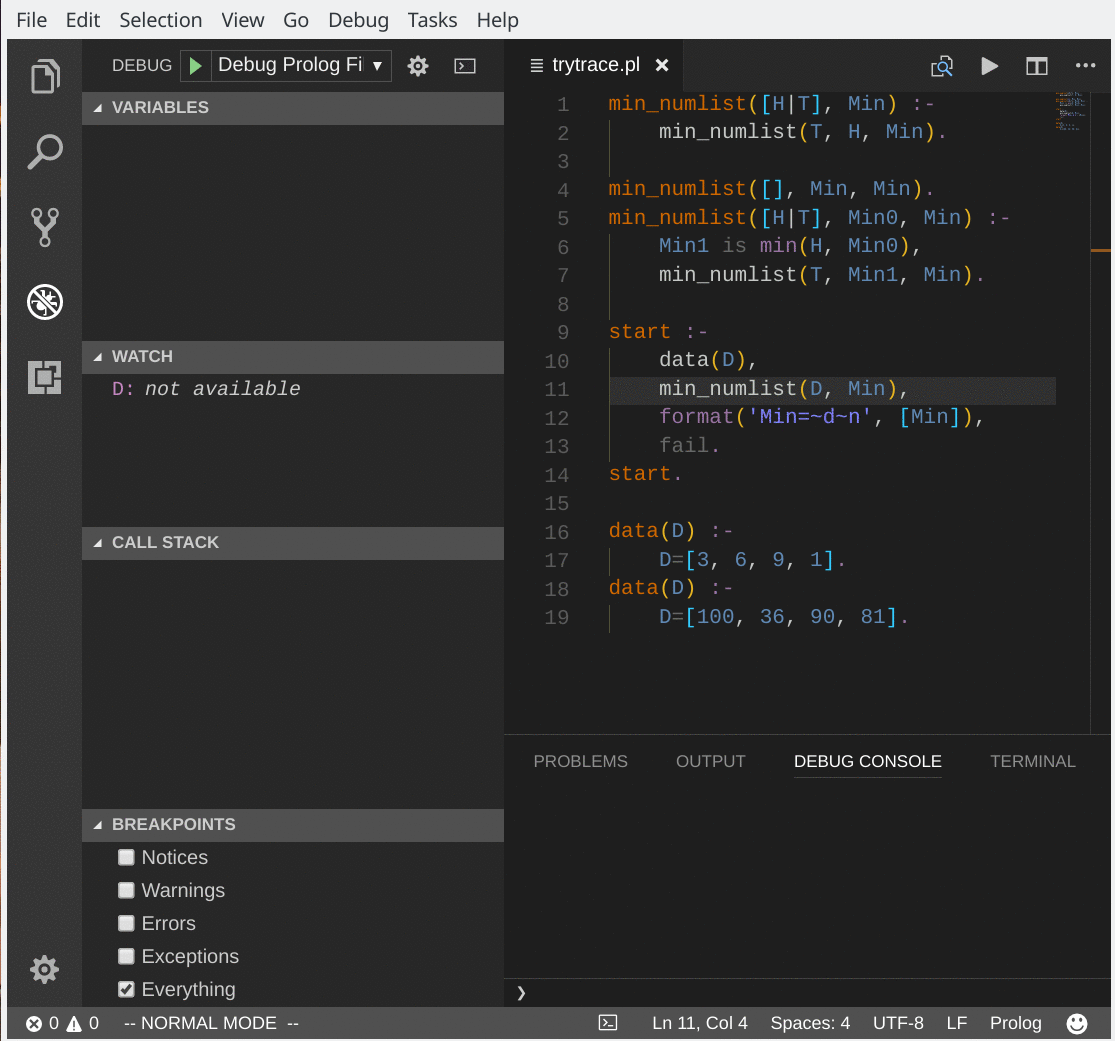 File Edit Selection View Go Debug Tasks Help
DEBUG Debug Prolog Fi
trytrace.pl
VARIABLES
WATCH
D: not available
CALL STACK
BREAKPOINTS
Notices
Warnings
Errors
Exceptions
Everything
1 min_numlist([H|T], Min) :-
2     min_numlist(T, H, Min).
3
4 min_numlist([], Min, Min).
5 min_numlist([H|T], Min0, Min) :-
6     Min1 is min(H, Min0),
7     min_numlist(T, Min1, Min).
8
9 start :-
10     data(D),
11     min_numlist(D, Min),
12     format('Min=~d~n', [Min]),
13     fail.
14 start.
15
16 data(D) :-
17     D=[3, 6, 9, 1].
18 data(D) :-
19     D=[100, 36, 90, 81].
PROBLEMS OUTPUT DEBUG CONSOLE TERMINAL
❯
0 0 -- NORMAL MODE -- Ln 11, Col 4 Spaces: 4 UTF-8 LF Prolog